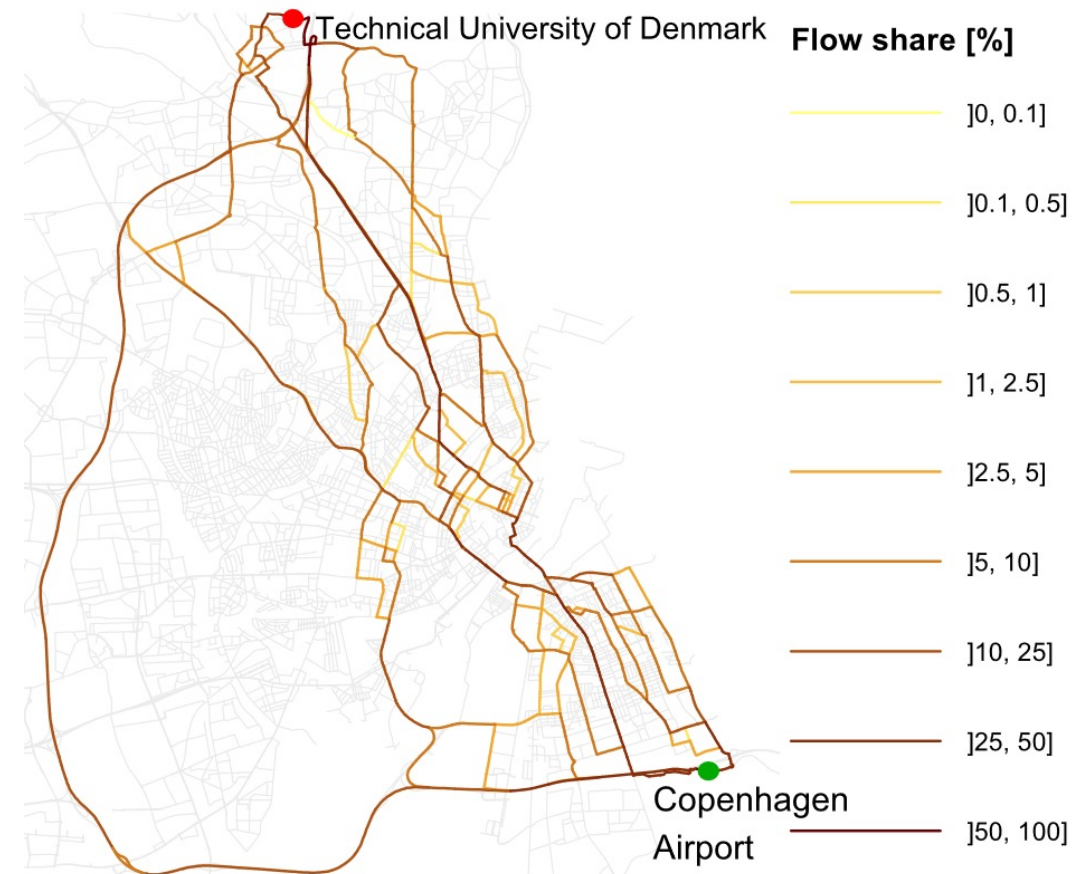 Technical University of Denmark
Flow share [%]
]0, 0.1]
]0.1, 0.5]
]0.5, 1]
]1, 2.5]
]2.5, 5]
]5, 10]
]10, 25]
]25, 50]
]50, 100]
Copenhagen
Airport